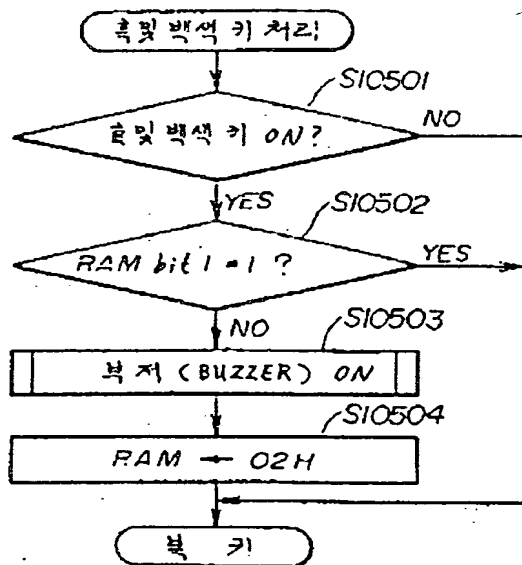 흑및백색 키 처리
S10501
흑및백색 키 ON?
NO
YES
S10502
RAM bit 1 = 1 ?
YES
NO
S10503
부저 (BUZZER) ON
S10504
RAM ← 02H
복 키